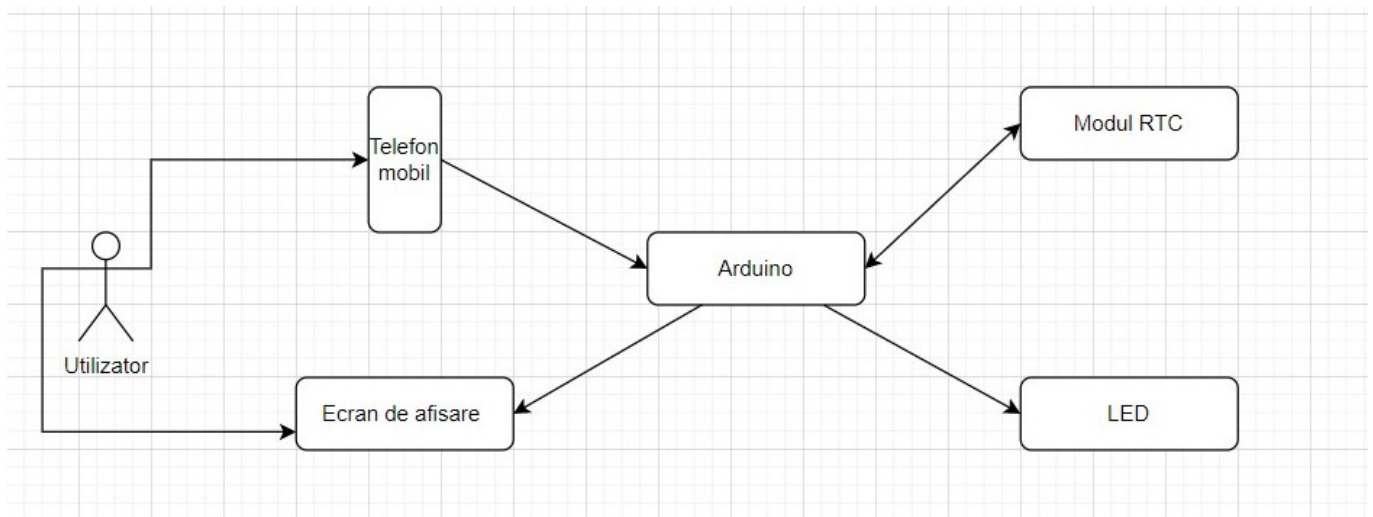 Telefon
mobil
Modul RTC
Arduino
Utilizator
Ecran de afisare
LED